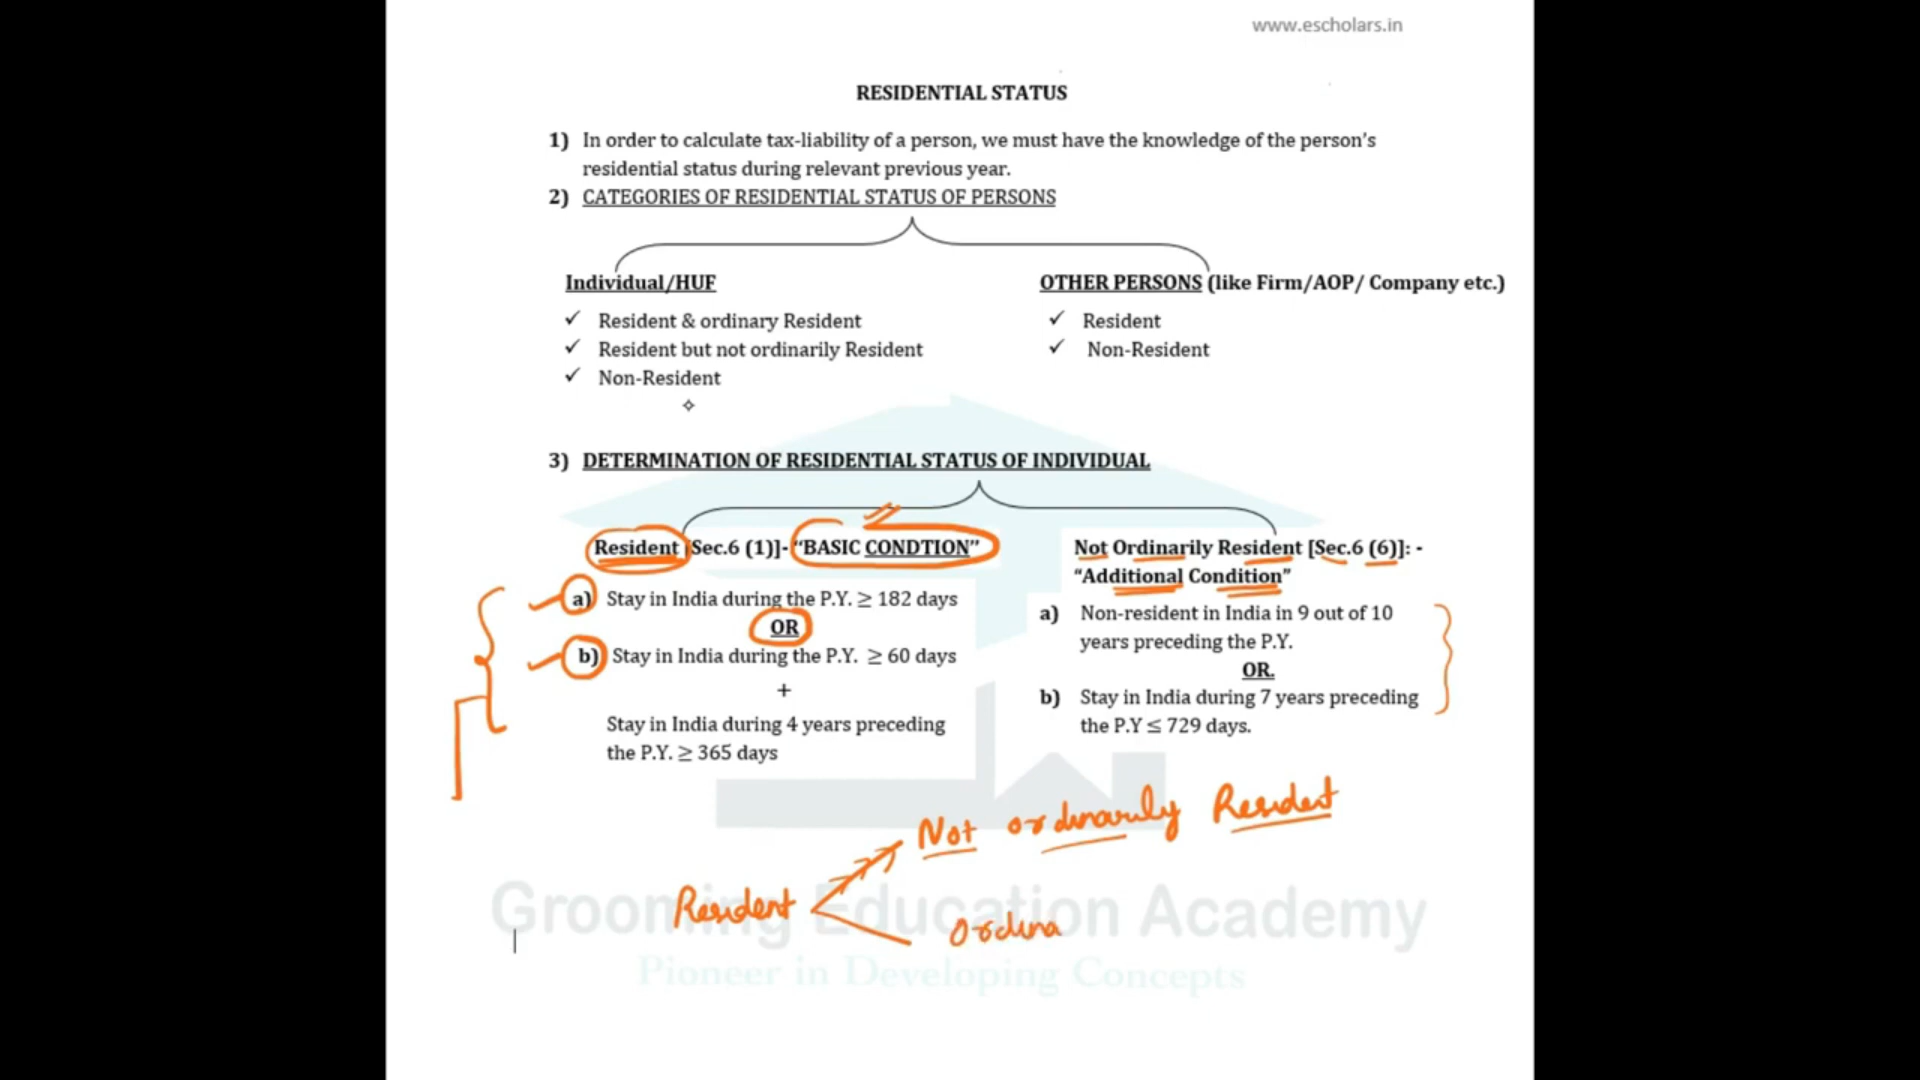 www.escholars.in
RESIDENTIAL STATUS
1) In order to calculate tax-liability of a person, we must have the knowledge of the person's
residential status during relevant previous year.
2) CATEGORIES OF RESIDENTIAL STATUS OF PERSONS
Individual/HUF
✓ Resident & ordinary Resident
✓ Resident but not ordinarily Resident
✓ Non-Resident
OTHER PERSONS (like Firm/AOP/ Company etc.)
✓ Resident
✓ Non-Resident
3) DETERMINATION OF RESIDENTIAL STATUS OF INDIVIDUAL
Resident [Sec.6 (1)]- "BASIC CONDTION"
a) Stay in India during the P.Y. ≥ 182 days
OR
b) Stay in India during the P.Y. ≥ 60 days
+
Stay in India during 4 years preceding
the P.Y. ≥ 365 days
Not Ordinarily Resident [Sec.6 (6)]: -
"Additional Condition"
a) Non-resident in India in 9 out of 10
years preceding the P.Y.
OR.
b) Stay in India during 7 years preceding
the P.Y ≤ 729 days.
Not ordinarily Resident
Resident
Ordina
Grooming Education Academy
Pioneer in Developing Concepts